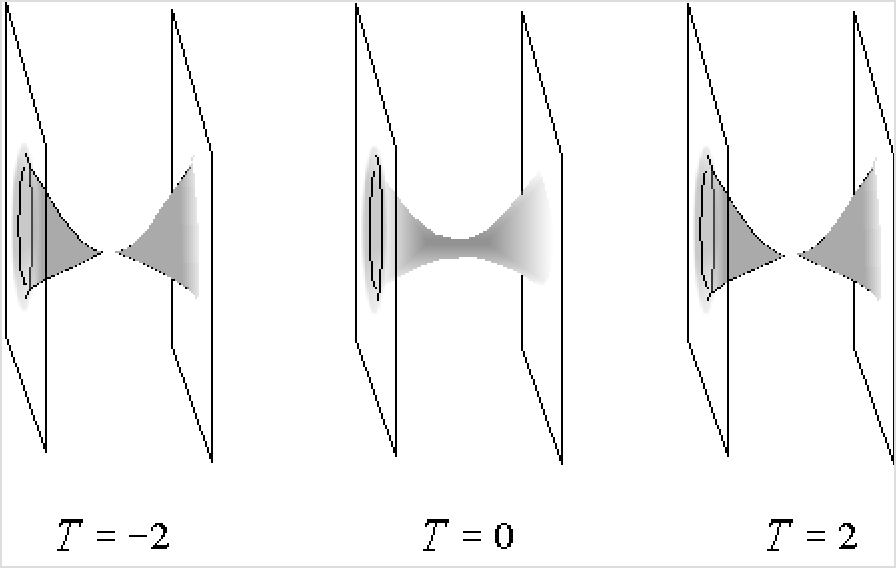 T = −2
T = 0
T = 2